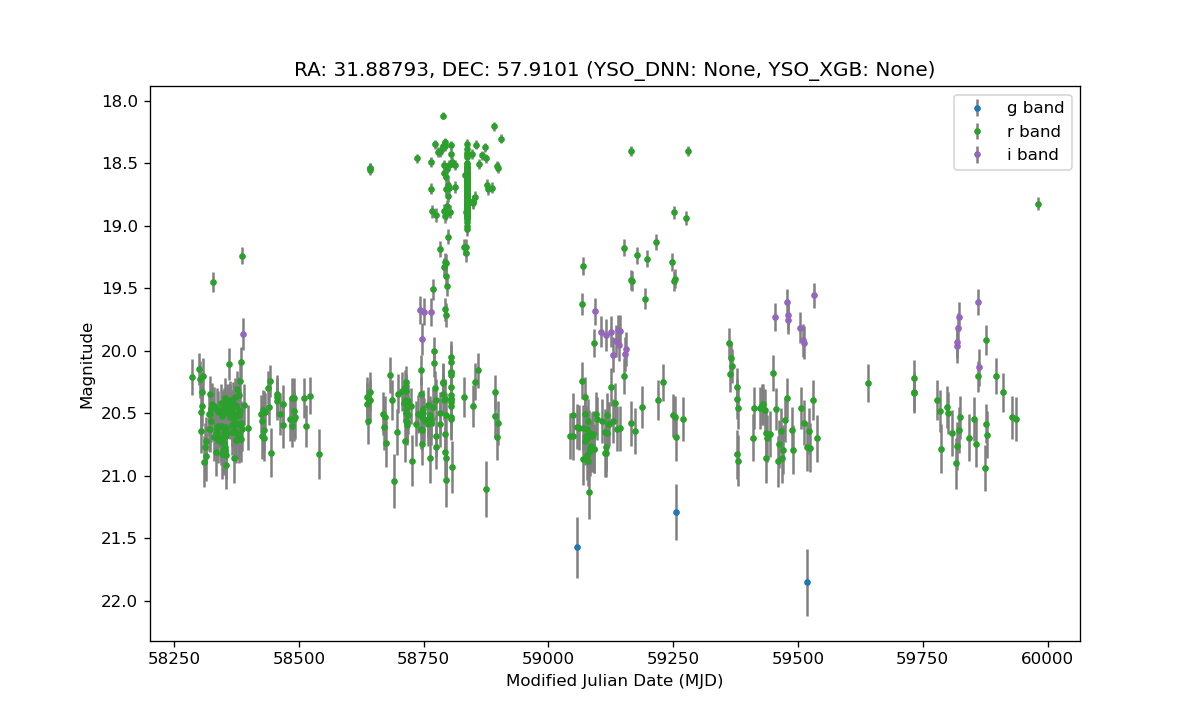 RA: 31.88793, DEC: 57.9101 (YSO_DNN: None, YSO_XGB: None)
g band
r band
i band
Magnitude
18.0
18.5
19.0
19.5
20.0
20.5
21.0
21.5
22.0
58250 58500 58750 59000 59250 59500 59750 60000
Modified Julian Date (MJD)